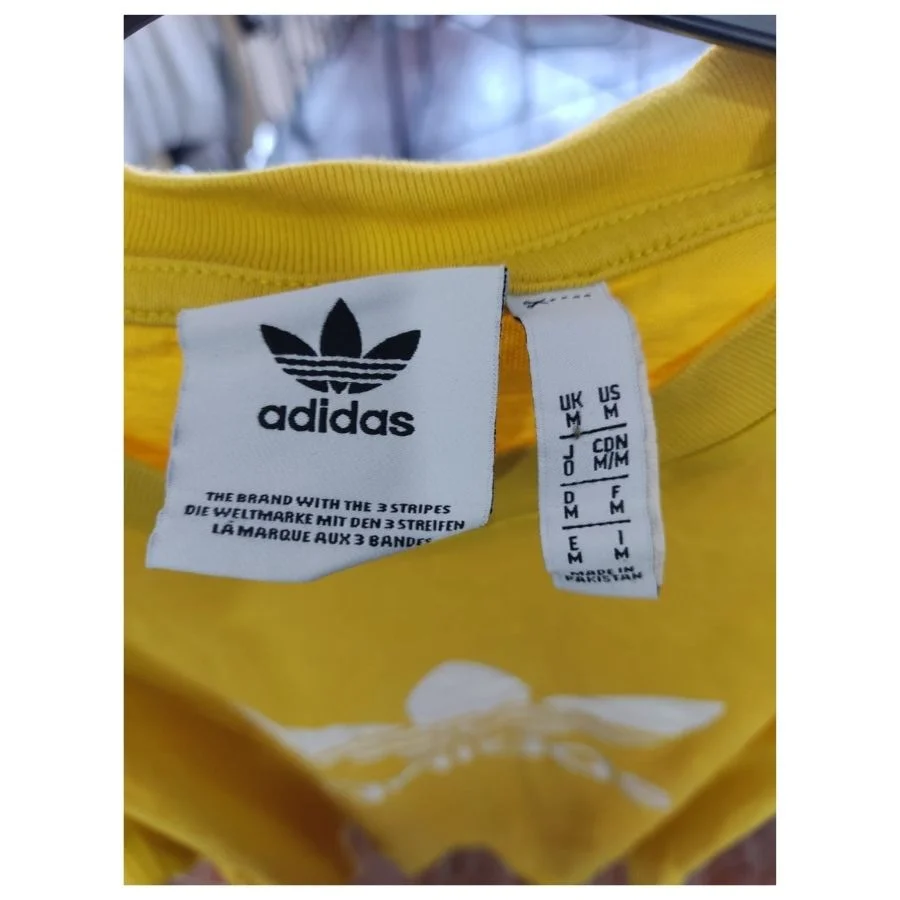 adidas
THE BRAND WITH THE 3 STRIPES
DIE WELTMARKE MIT DEN 3 STREIFEN
LA MARQUE AUX 3 BANDES
UK US
M M
J CDN
O M/M
D F
M M
E I
M M
MADE IN
PAKISTAN